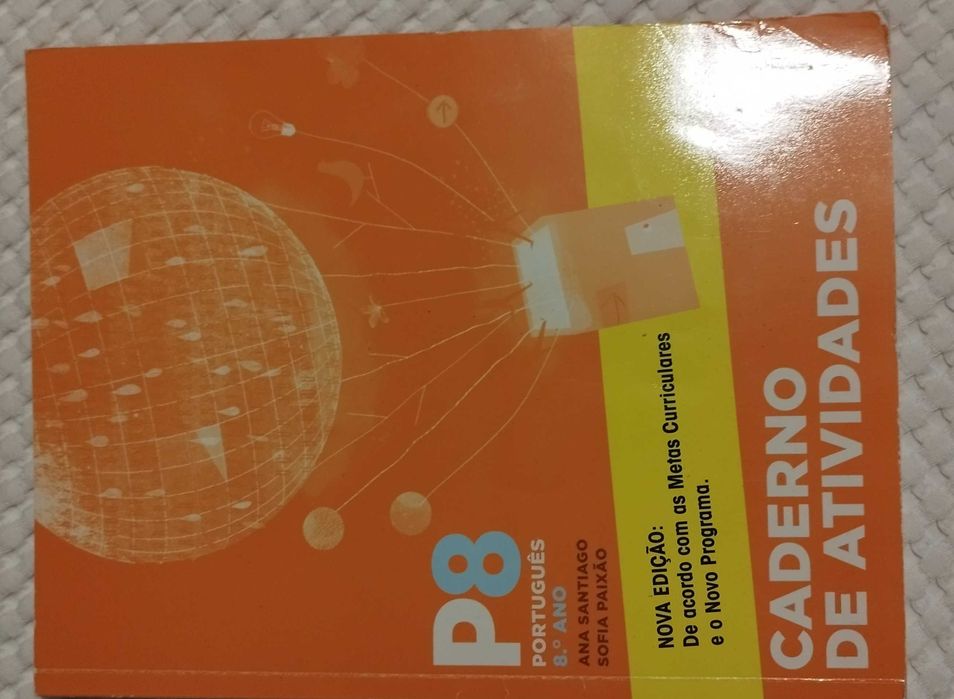 P8
PORTUGUÊS
8.º ANO
ANA SANTIAGO
SOFIA PAIXÃO
NOVA EDIÇÃO:
De acordo com as Metas Curriculares
e o Novo Programa.
CADERNO
DE ATIVIDADES